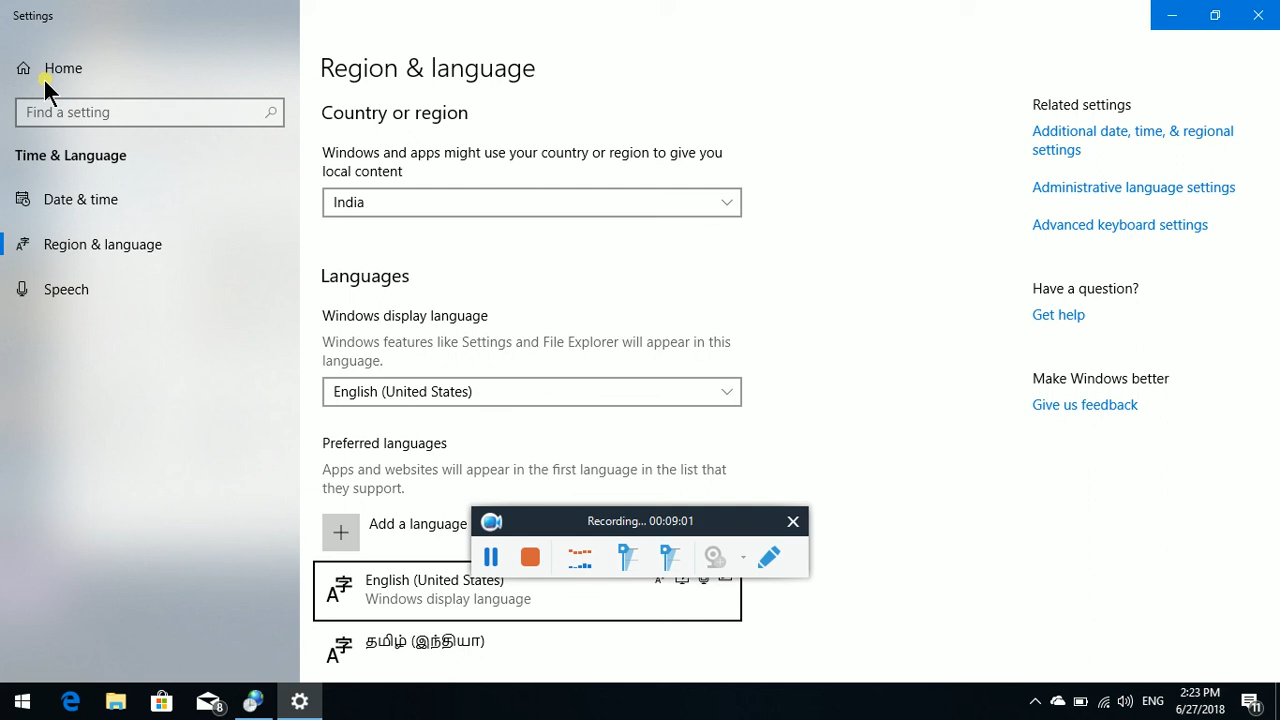 Settings
Home
Find a setting
Time & Language
Date & time
Region & language
Speech
Region & language
Country or region
Windows and apps might use your country or region to give you
local content
India
Languages
Windows display language
Windows features like Settings and File Explorer will appear in this
language.
English (United States)
Preferred languages
Apps and websites will appear in the first language in the list that
they support.
Add a language
Recording... 00:09:01
English (United States)
Windows display language
தமிழ் (இந்தியா)
Related settings
Additional date, time, & regional
settings
Administrative language settings
Advanced keyboard settings
Have a question?
Get help
Make Windows better
Give us feedback
8
ENG
2:23 PM
6/27/2018
11